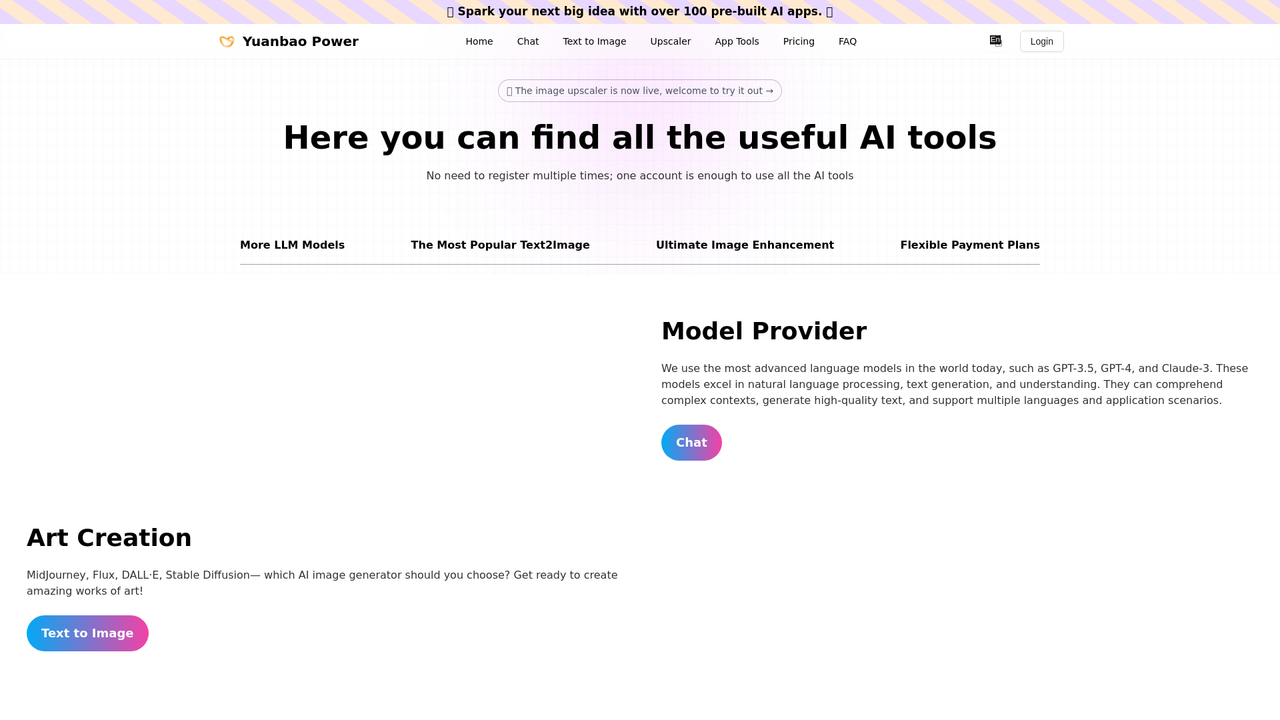 Spark your next big idea with over 100 pre-built AI apps.
Yuanbao Power
Home
Chat
Text to Image
Upscaler
App Tools
Pricing
FAQ
En
Login
The image upscaler is now live, welcome to try it out →
Here you can find all the useful AI tools
No need to register multiple times; one account is enough to use all the AI tools
More LLM Models
The Most Popular Text2Image
Ultimate Image Enhancement
Flexible Payment Plans
Model Provider
We use the most advanced language models in the world today, such as GPT-3.5, GPT-4, and Claude-3. These
models excel in natural language processing, text generation, and understanding. They can comprehend
complex contexts, generate high-quality text, and support multiple languages and application scenarios.
Chat
Art Creation
MidJourney, Flux, DALL·E, Stable Diffusion— which AI image generator should you choose? Get ready to create
amazing works of art!
Text to Image